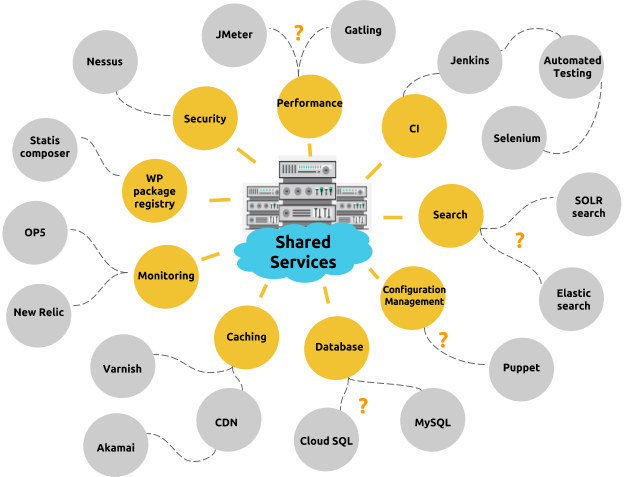 JMeter
?
Gatling
Nessus
Jenkins
Automated
Testing
Performance
Security
CI
Selenium
Statis
composer
WP
package
registry
Search
SOLR
search
OP5
?
Shared
Services
Monitoring
Configuration
Management
Elastic
search
New Relic
Caching
Database
?
Varnish
Puppet
?
CDN
MySQL
Akamai
Cloud SQL